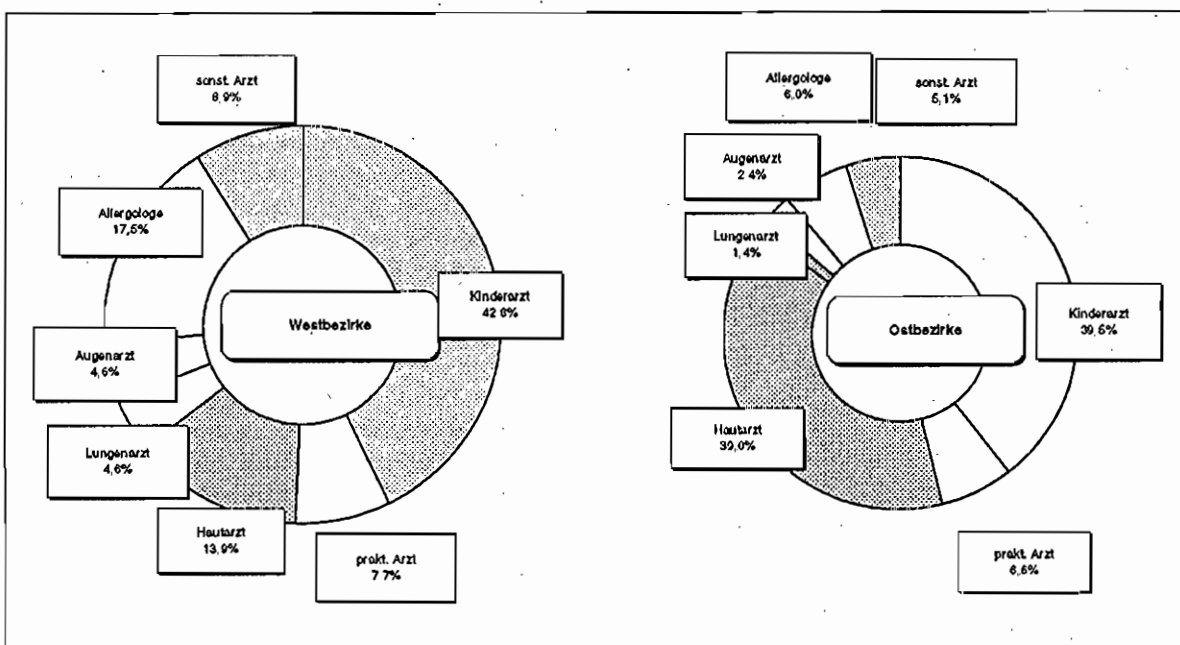 sonst. Arzt
8,9%
Allergologe
17,5%
Augenarzt
4,6%
Lungenarzt
4,6%
Hautarzt
13,9%
prakt. Arzt
7 7%
Kinderarzt
42 8%
Westbezirke
Allergologe
6,0%
sonst. Arzt
5,1%
Augenarzt
2 4%
Lungenarzt
1,4%
Hautarzt
39,0%
prakt. Arzt
6,6%
Kinderarzt
39,5%
Ostbezirke